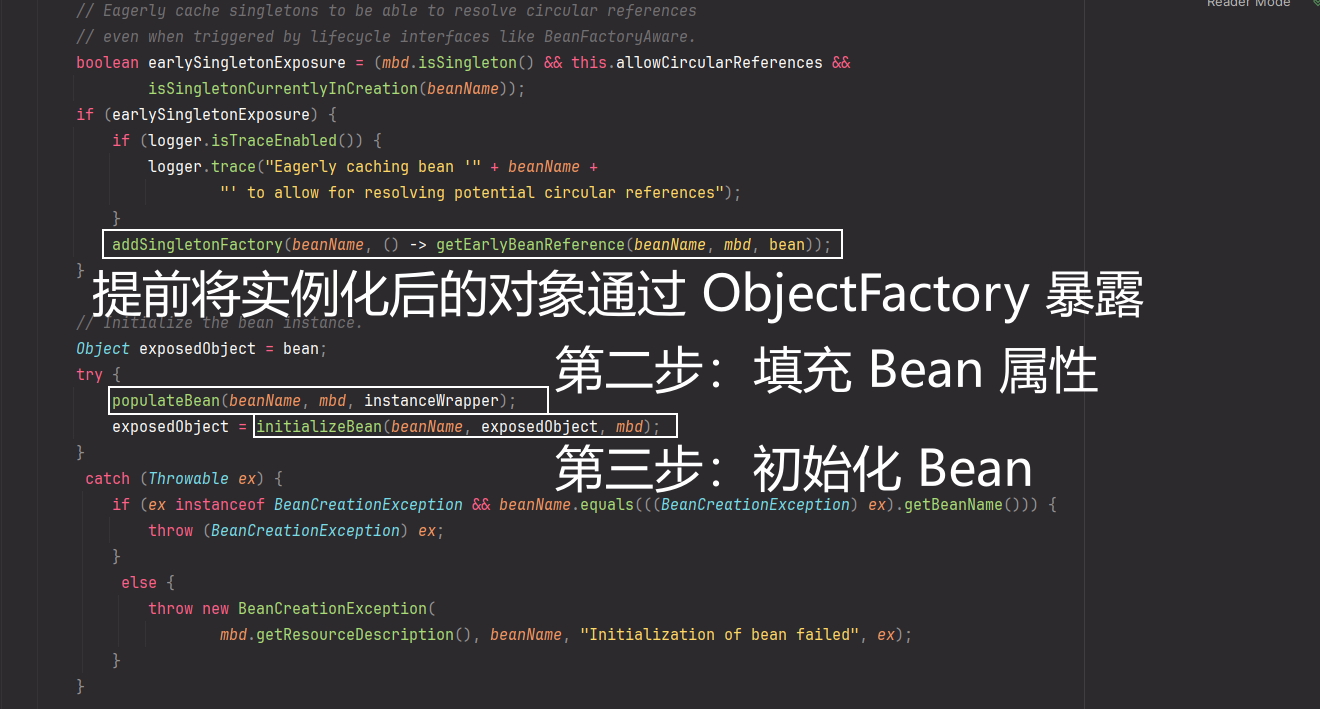 Reader Mode
// Eagerly cache singletons to be able to resolve circular references
// even when triggered by lifecycle interfaces like BeanFactoryAware.
boolean earlySingletonExposure = (mbd.isSingleton() && this.allowCircularReferences &&
isSingletonCurrentlyInCreation(beanName));
if (earlySingletonExposure) {
if (logger.isTraceEnabled()) {
logger.trace("Eagerly caching bean '" + beanName +
"' to allow for resolving potential circular references");
}
addSingletonFactory(beanName, () -> getEarlyBeanReference(beanName, mbd, bean));
}
提前将实例化后的对象通过 ObjectFactory 暴露
// Initialize the bean instance.
Object exposedObject = bean;
第二步：填充 Bean 属性
try {
populateBean(beanName, mbd, instanceWrapper);
exposedObject = initializeBean(beanName, exposedObject, mbd);
}
第三步：初始化 Bean
catch (Throwable ex) {
if (ex instanceof BeanCreationException && beanName.equals(((BeanCreationException) ex).getBeanName())) {
throw (BeanCreationException) ex;
}
else {
throw new BeanCreationException(
mbd.getResourceDescription(), beanName, "Initialization of bean failed", ex);
}
}